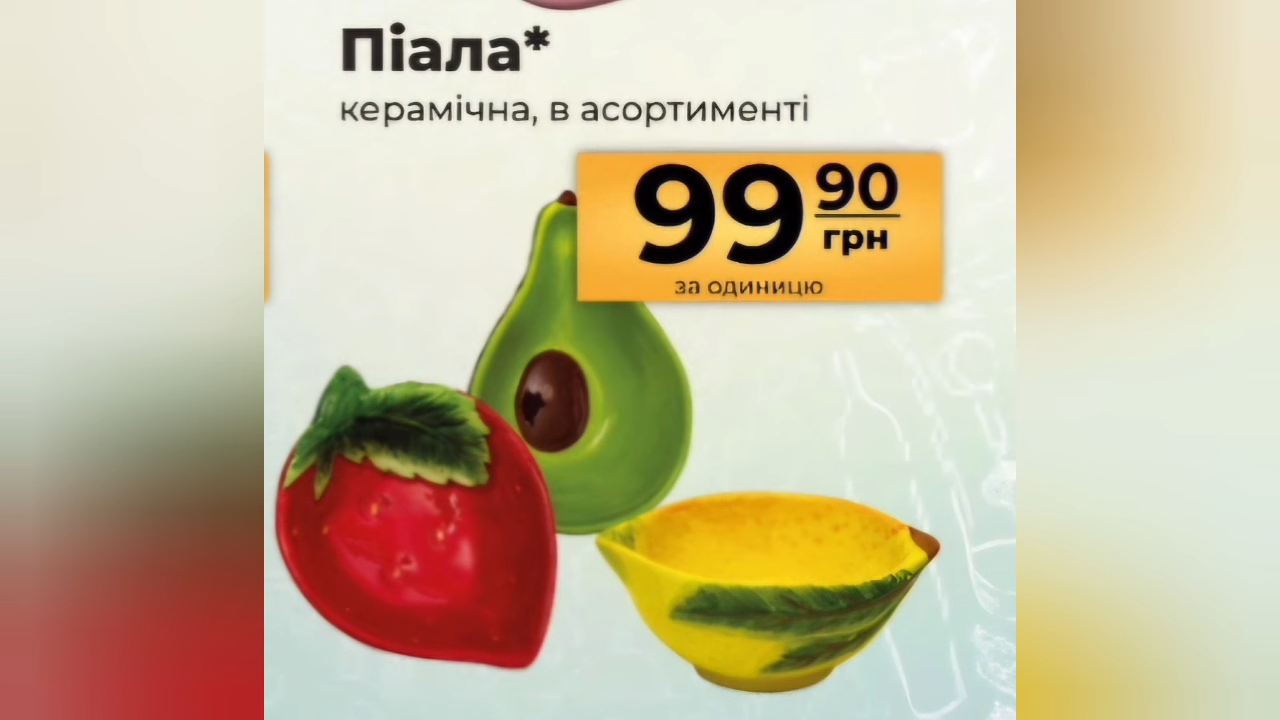 Піала*
керамічна, в асортименті
99 90
грн
за одиницю